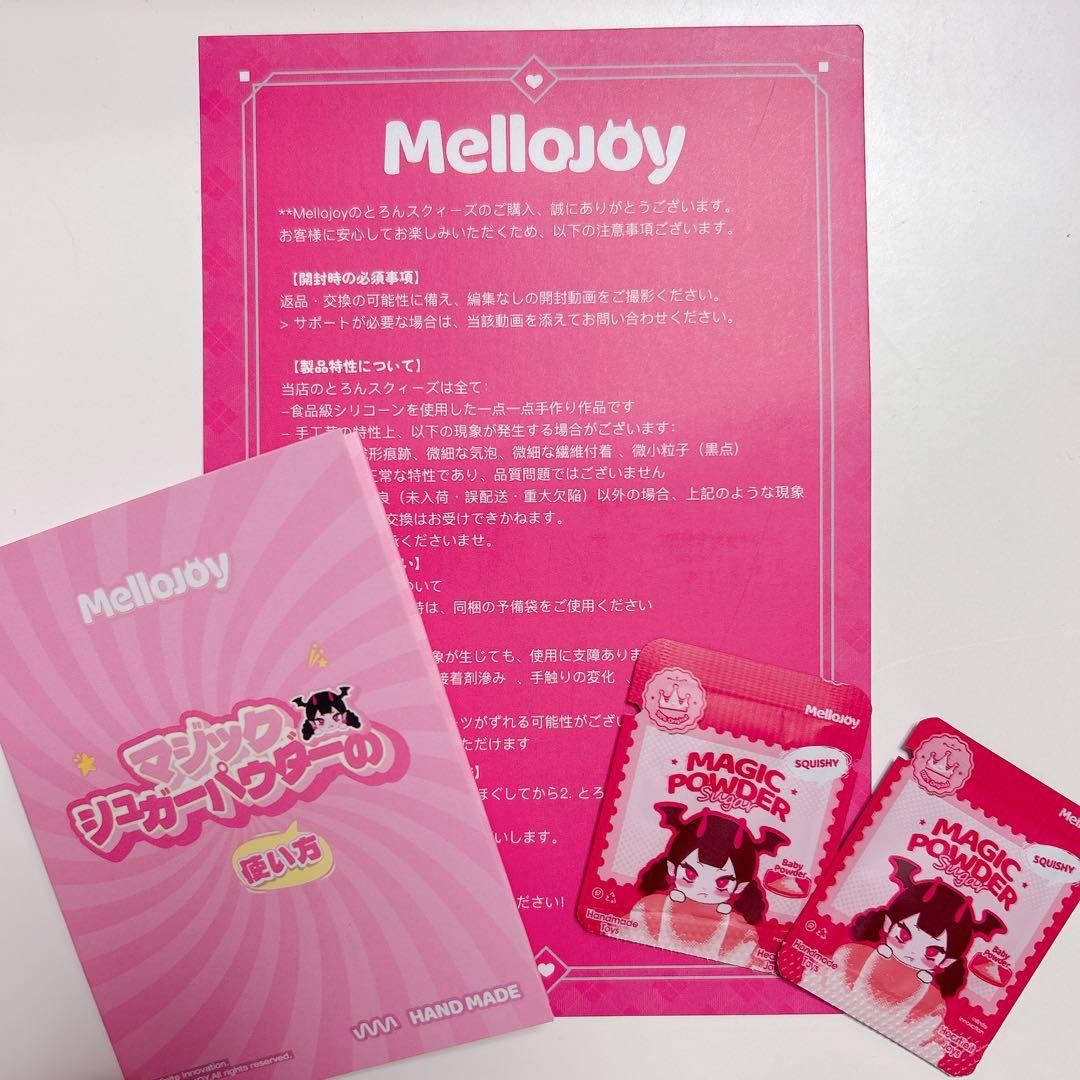 Mellojoy
**Mellojoyのとろんスクィーズのご購入、誠にありがとうございます。
お客様に安心してお楽しみいただくため、以下の注意事項ございます。
【開封時の必須事項】
返品・交換の可能性に備え、編集なしの開封動画をご撮影ください。
> サポートが必要な場合は、当該動画を添えてお問い合わせください。
【製品特性について】
当店のとろんスクィーズは全て:
–食品級シリコーンを使用した一点一点手作り作品です
– 手工芸の特性上、以下の現象が発生する場合がございます:
形痕跡、微細な気泡、微細な繊維付着、微小粒子（黒点）
正常な特性であり、品質問題ではございません
良（未入荷・誤配送・重大欠陥）以外の場合、上記のような現象
交換はお受けできかねます。
くださいませ。
い】
ついて
時は、同梱の予備袋をご使用ください
象が生じても、使用に支障ありま
接着剤滲み 、手触りの変化 、
ーツがずれる可能性がござい
ただけます
】
ほぐしてから2. とろ
いします。
ださい!
Mellojoy
マジック
シュガーパウダーの
使い方
HAND MADE
Innovation.
All rights reserved.
Mellojoy
SQUISHY
MAGIC
POWDER
Sugar
Baby
Powder
Handmade
Toys
Mel
SQUISHY
MAGIC
POWDER
Sugar
Baby
Powder
Handmade
Toys
innovation